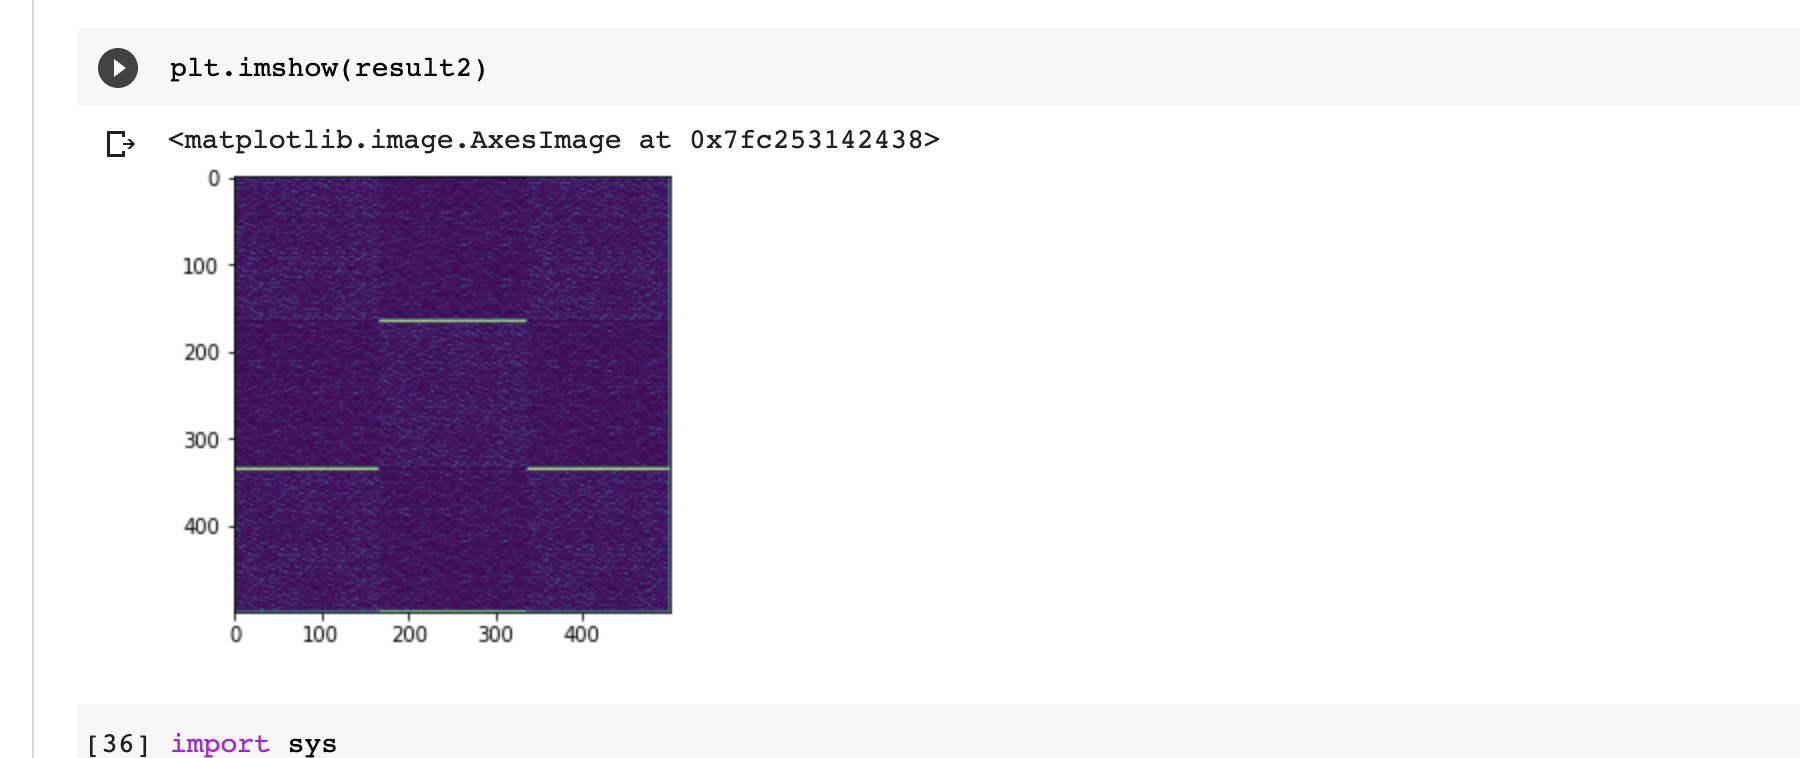 plt.imshow(result2)
<matplotlib.image.AxesImage at 0x7fc253142438>
0
100
200
300
400
0 100 200 300 400
[36] import sys